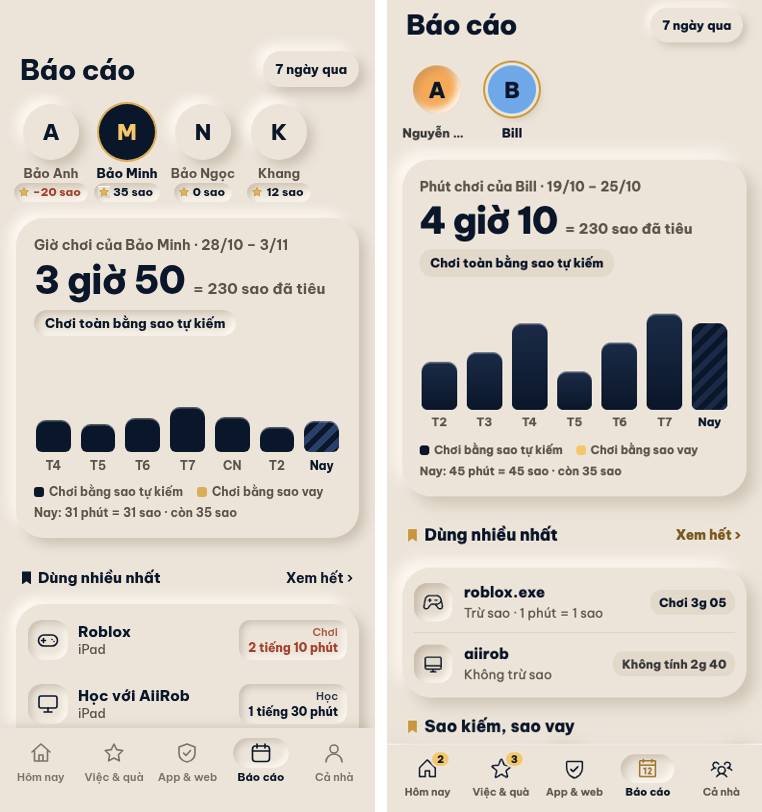 Báo cáo
7 ngày qua
A
M
N
K
Bảo Anh
Bảo Minh
Bảo Ngọc
Khang
−20 sao
35 sao
0 sao
12 sao
Giờ chơi của Bảo Minh · 28/10 – 3/11
3 giờ 50 = 230 sao đã tiêu
Chơi toàn bằng sao tự kiếm
T4 T5 T6 T7 CN T2 Nay
Chơi bằng sao tự kiếm Chơi bằng sao vay
Nay: 31 phút = 31 sao · còn 35 sao
Dùng nhiều nhất
Xem hết ›
Roblox
iPad
Chơi
2 tiếng 10 phút
Học với AiiRob
iPad
Học
1 tiếng 30 phút
Hôm nay
Việc & quà
App & web
Báo cáo
Cả nhà
Báo cáo
7 ngày qua
A
B
Nguyễn ...
Bill
Phút chơi của Bill · 19/10 – 25/10
4 giờ 10 = 230 sao đã tiêu
Chơi toàn bằng sao tự kiếm
T2 T3 T4 T5 T6 T7 Nay
Chơi bằng sao tự kiếm Chơi bằng sao vay
Nay: 45 phút = 45 sao · còn 35 sao
Dùng nhiều nhất
Xem hết ›
roblox.exe
Trừ sao · 1 phút = 1 sao
Chơi 3g 05
aiirob
Không trừ sao
Không tính 2g 40
Sao kiếm, sao vay
2
3
12
Hôm nay
Việc & quà
App & web
Báo cáo
Cả nhà